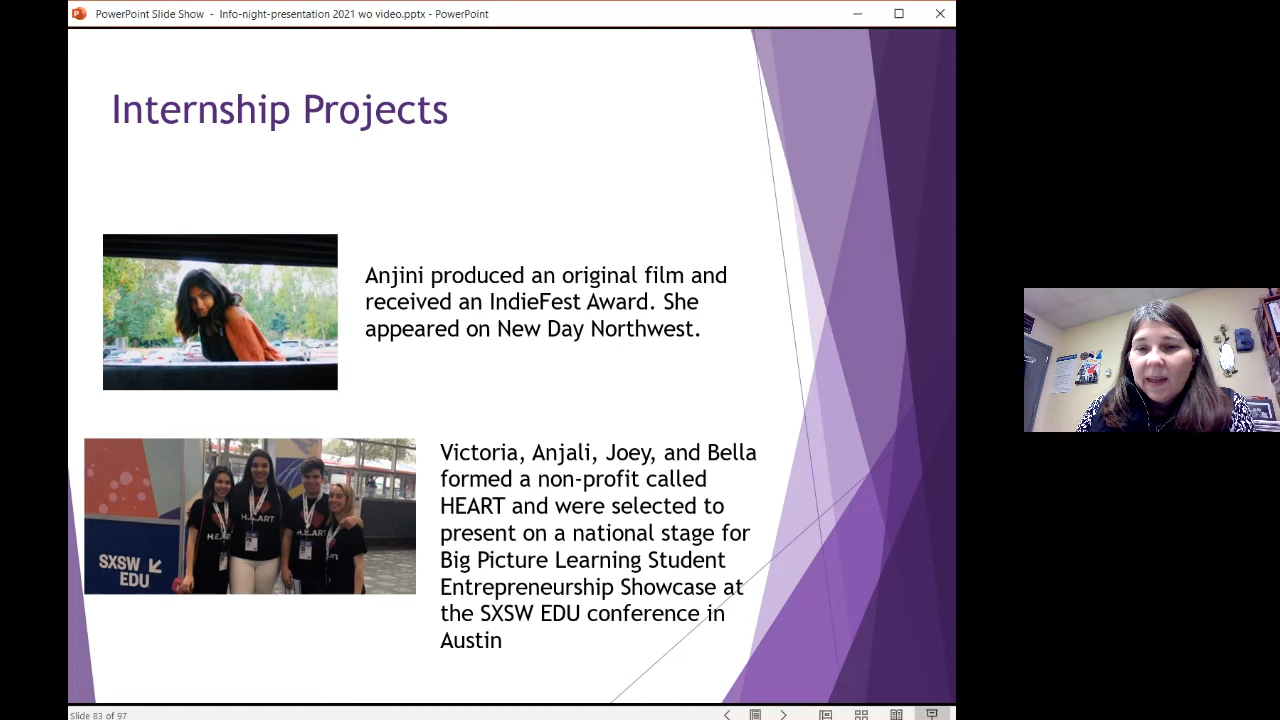 PowerPoint Slide Show - Info-night-presentation 2021 wo video.pptx - PowerPoint
Internship Projects
Anjini produced an original film and
received an IndieFest Award. She
appeared on New Day Northwest.
SXSW
EDU
H.E.ART
H.E.ART
H.E.ART
Victoria, Anjali, Joey, and Bella
formed a non-profit called
HEART and were selected to
present on a national stage for
Big Picture Learning Student
Entrepreneurship Showcase at
the SXSW EDU conference in
Austin
Slide 83 of 97